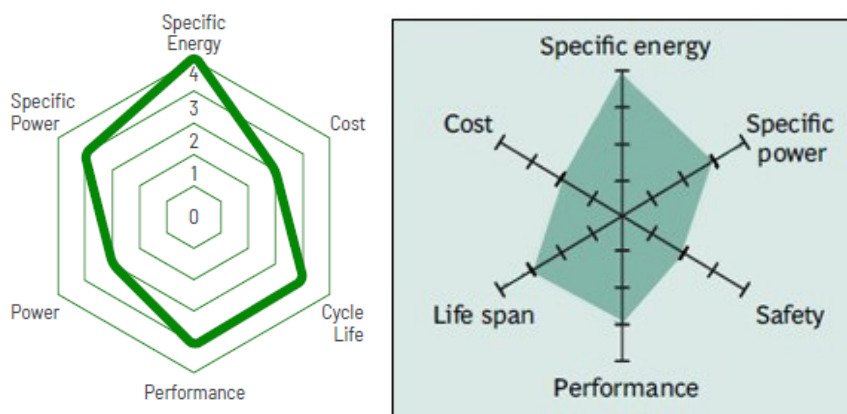 Specific
Energy
4
3
2
1
0
Specific
Power
Cost
Power
Cycle
Life
Performance
Specific energy
Cost
Specific
power
Life span
Safety
Performance